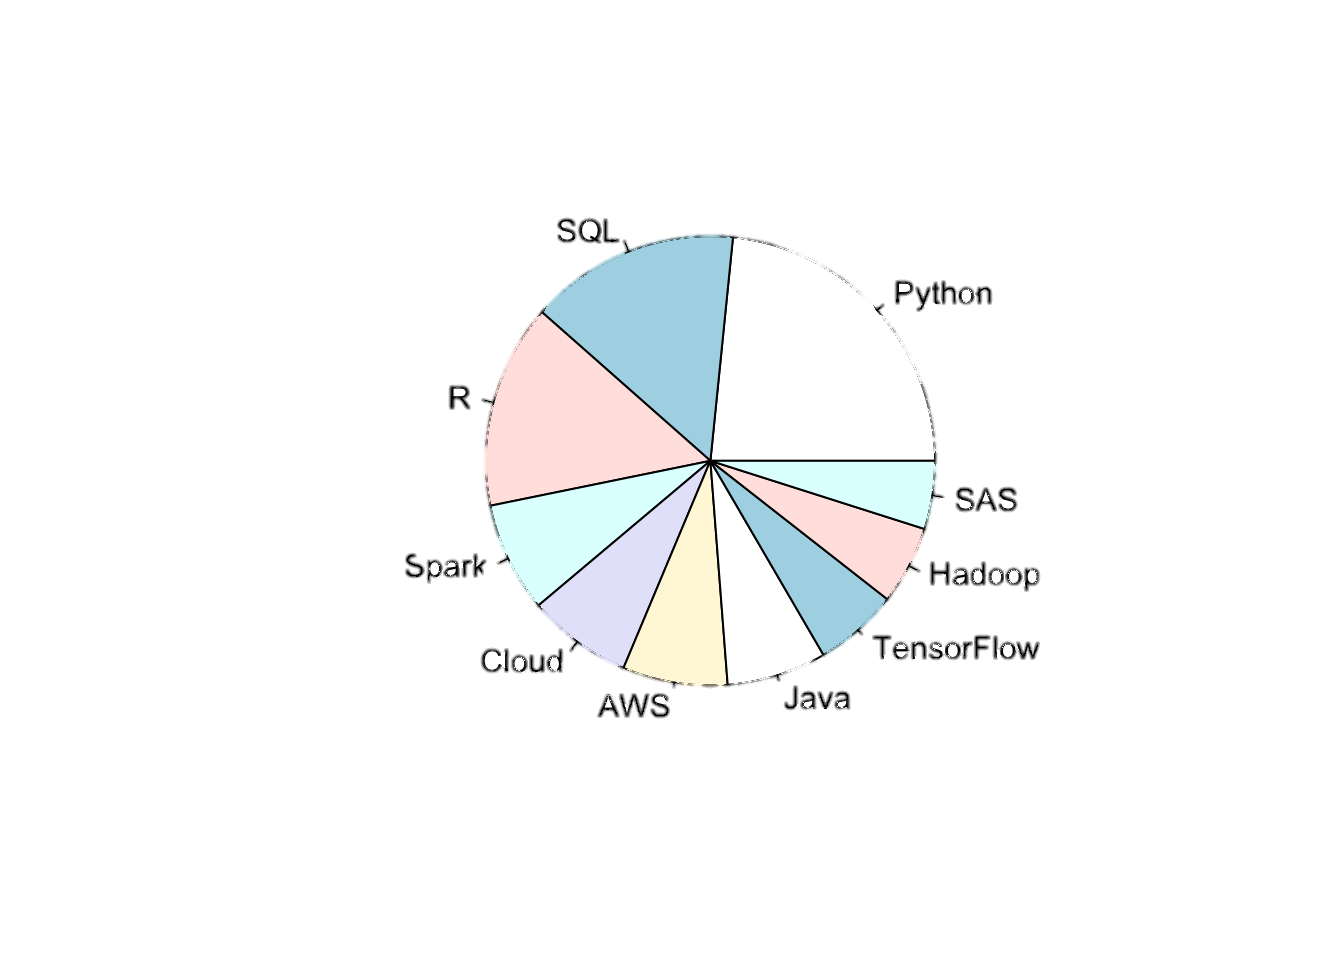 SQL
Python
R
SAS
Spark
Hadoop
TensorFlow
Cloud
Java
AWS